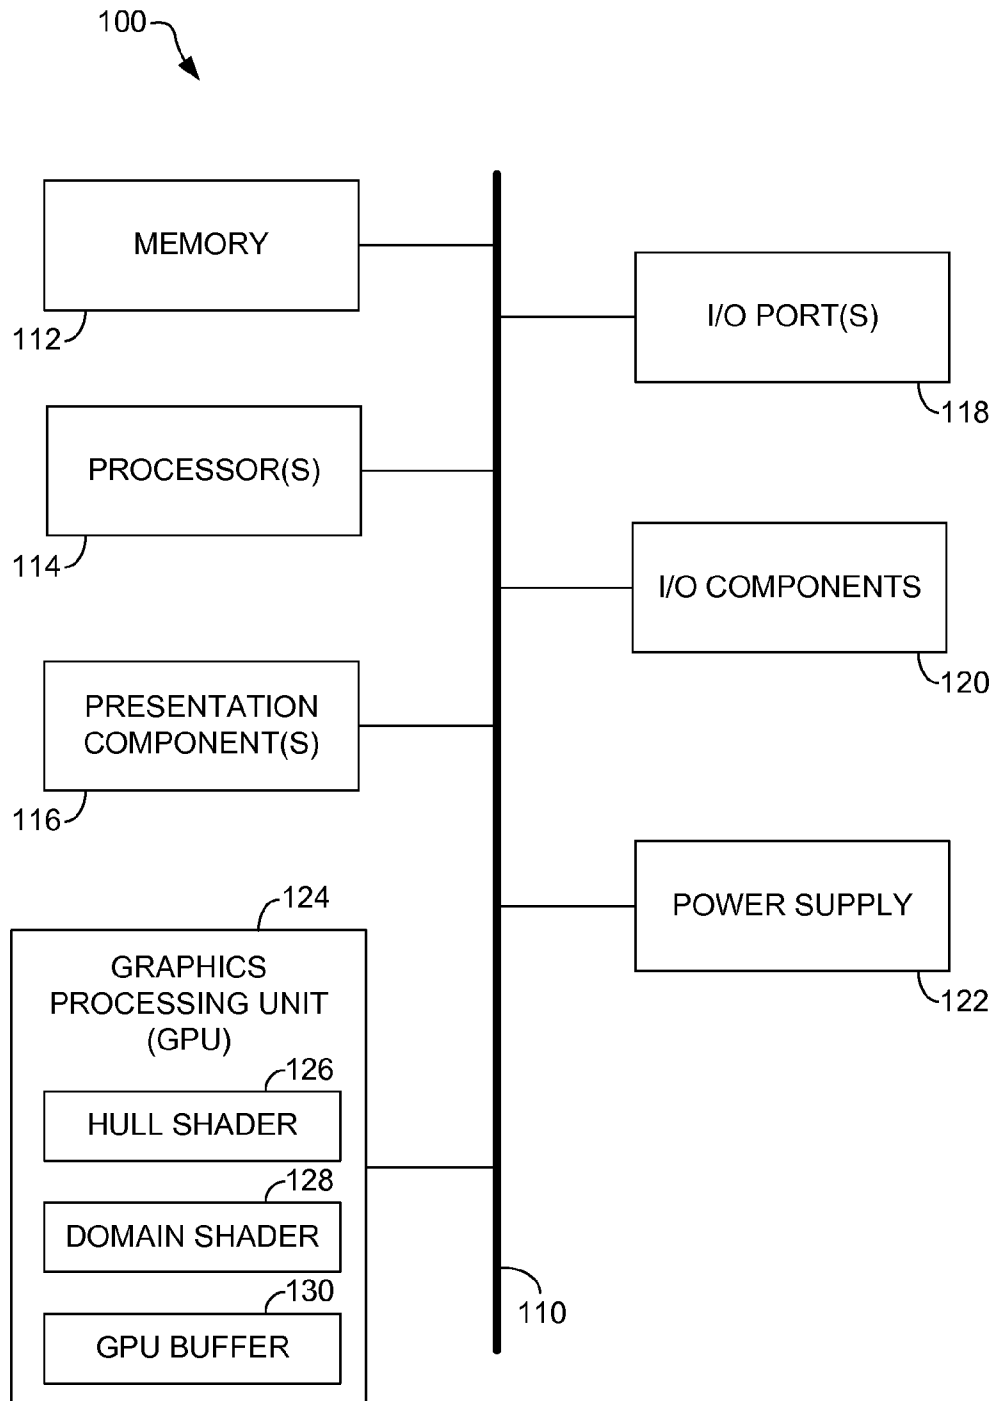 100
MEMORY
112
I/O PORT(S)
118
PROCESSOR(S)
114
I/O COMPONENTS
120
PRESENTATION
COMPONENT(S)
116
POWER SUPPLY
122
124
GRAPHICS
PROCESSING UNIT
(GPU)
126
HULL SHADER
128
DOMAIN SHADER
130
GPU BUFFER
110